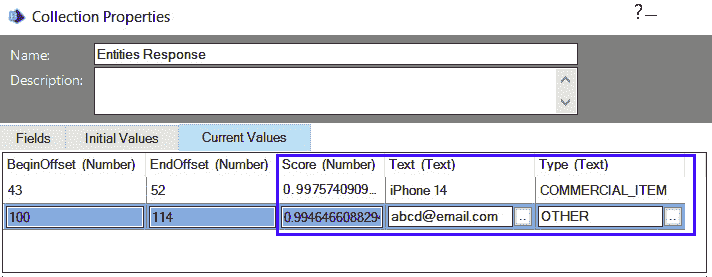 Collection Properties
?
Name: Entities Response
Description:
Fields Initial Values Current Values
BeginOffset (Number) EndOffset (Number) Score (Number) Text (Text) Type (Text)
43 52 0.9975740909... iPhone 14 COMMERCIAL_ITEM
100 114 0.994646608829 abcd@email.com .. OTHER ..